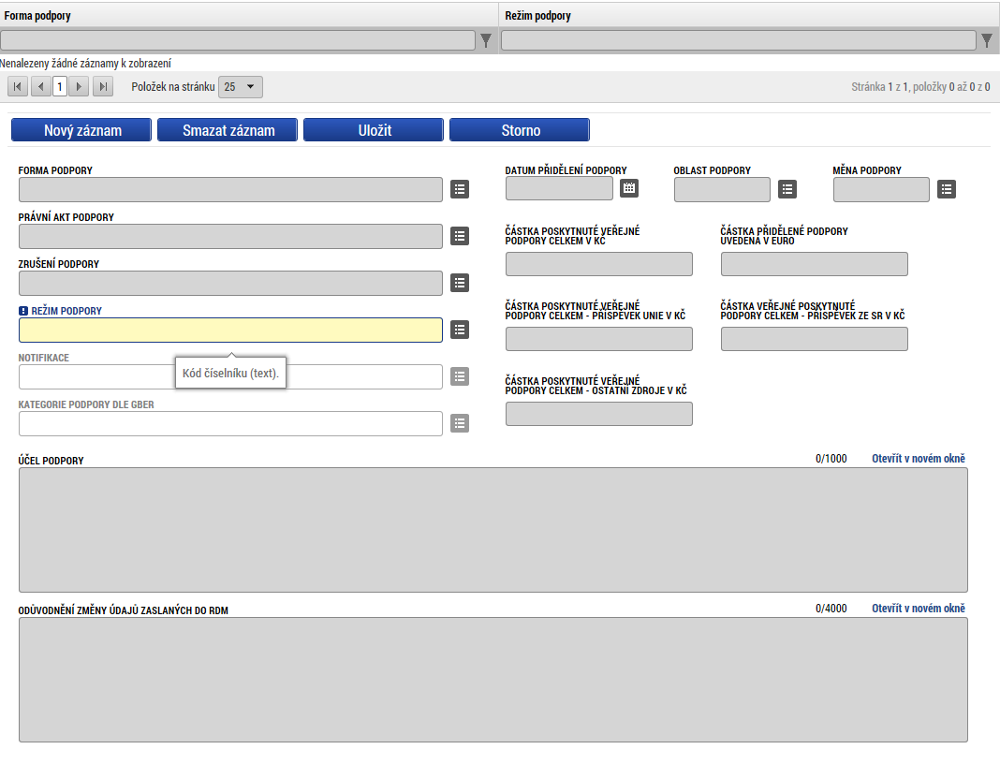 Forma podpory
Režim podpory
Nenalezeny žádné záznamy k zobrazení
1
Položek na stránku
25
Stránka 1 z 1, položky 0 až 0 z 0
Nový záznam
Smazat záznam
Uložit
Storno
FORMA PODPORY
DATUM PŘIDĚLENÍ PODPORY
OBLAST PODPORY
MĚNA PODPORY
PRÁVNÍ AKT PODPORY
ČÁSTKA POSKYTNUTÉ VEŘEJNÉ
PODPORY CELKEM V KČ
ČÁSTKA PŘIDĚLENÉ PODPORY
UVEDENÁ V EURO
ZRUŠENÍ PODPORY
REŽIM PODPORY
ČÁSTKA POSKYTNUTÉ VEŘEJNÉ
PODPORY CELKEM - PŘÍSPĚVEK UNIE V KČ
ČÁSTKA VEŘEJNÉ POSKYTNUTÉ
PODPORY CELKEM - PŘÍSPĚVEK ZE SR V KČ
NOTIFIKACE
Kód číselníku (text).
ČÁSTKA POSKYTNUTÉ VEŘEJNÉ
PODPORY CELKEM - OSTATNÍ ZDROJE V KČ
KATEGORIE PODPORY DLE GBER
ÚČEL PODPORY
0/1000
Otevřít v novém okně
ODŮVODNĚNÍ ZMĚNY ÚDAJŮ ZASLANÝCH DO RDM
0/4000
Otevřít v novém okně